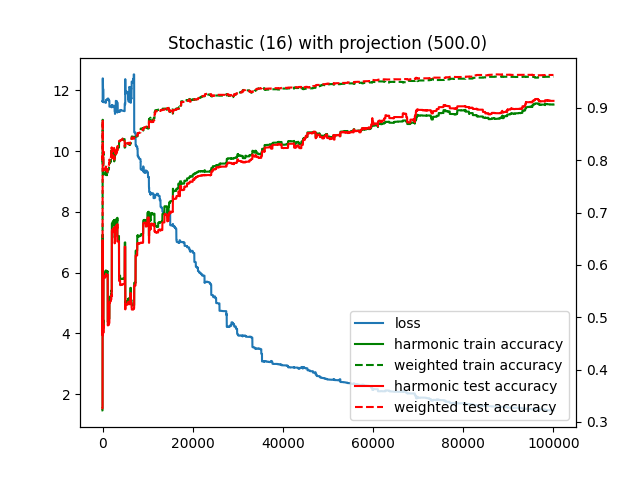 Stochastic (16) with projection (500.0)
12
10
8
6
4
2
0.9
0.8
0.7
0.6
0.5
0.4
0.3
loss
harmonic train accuracy
weighted train accuracy
harmonic test accuracy
weighted test accuracy
0 20000 40000 60000 80000 100000